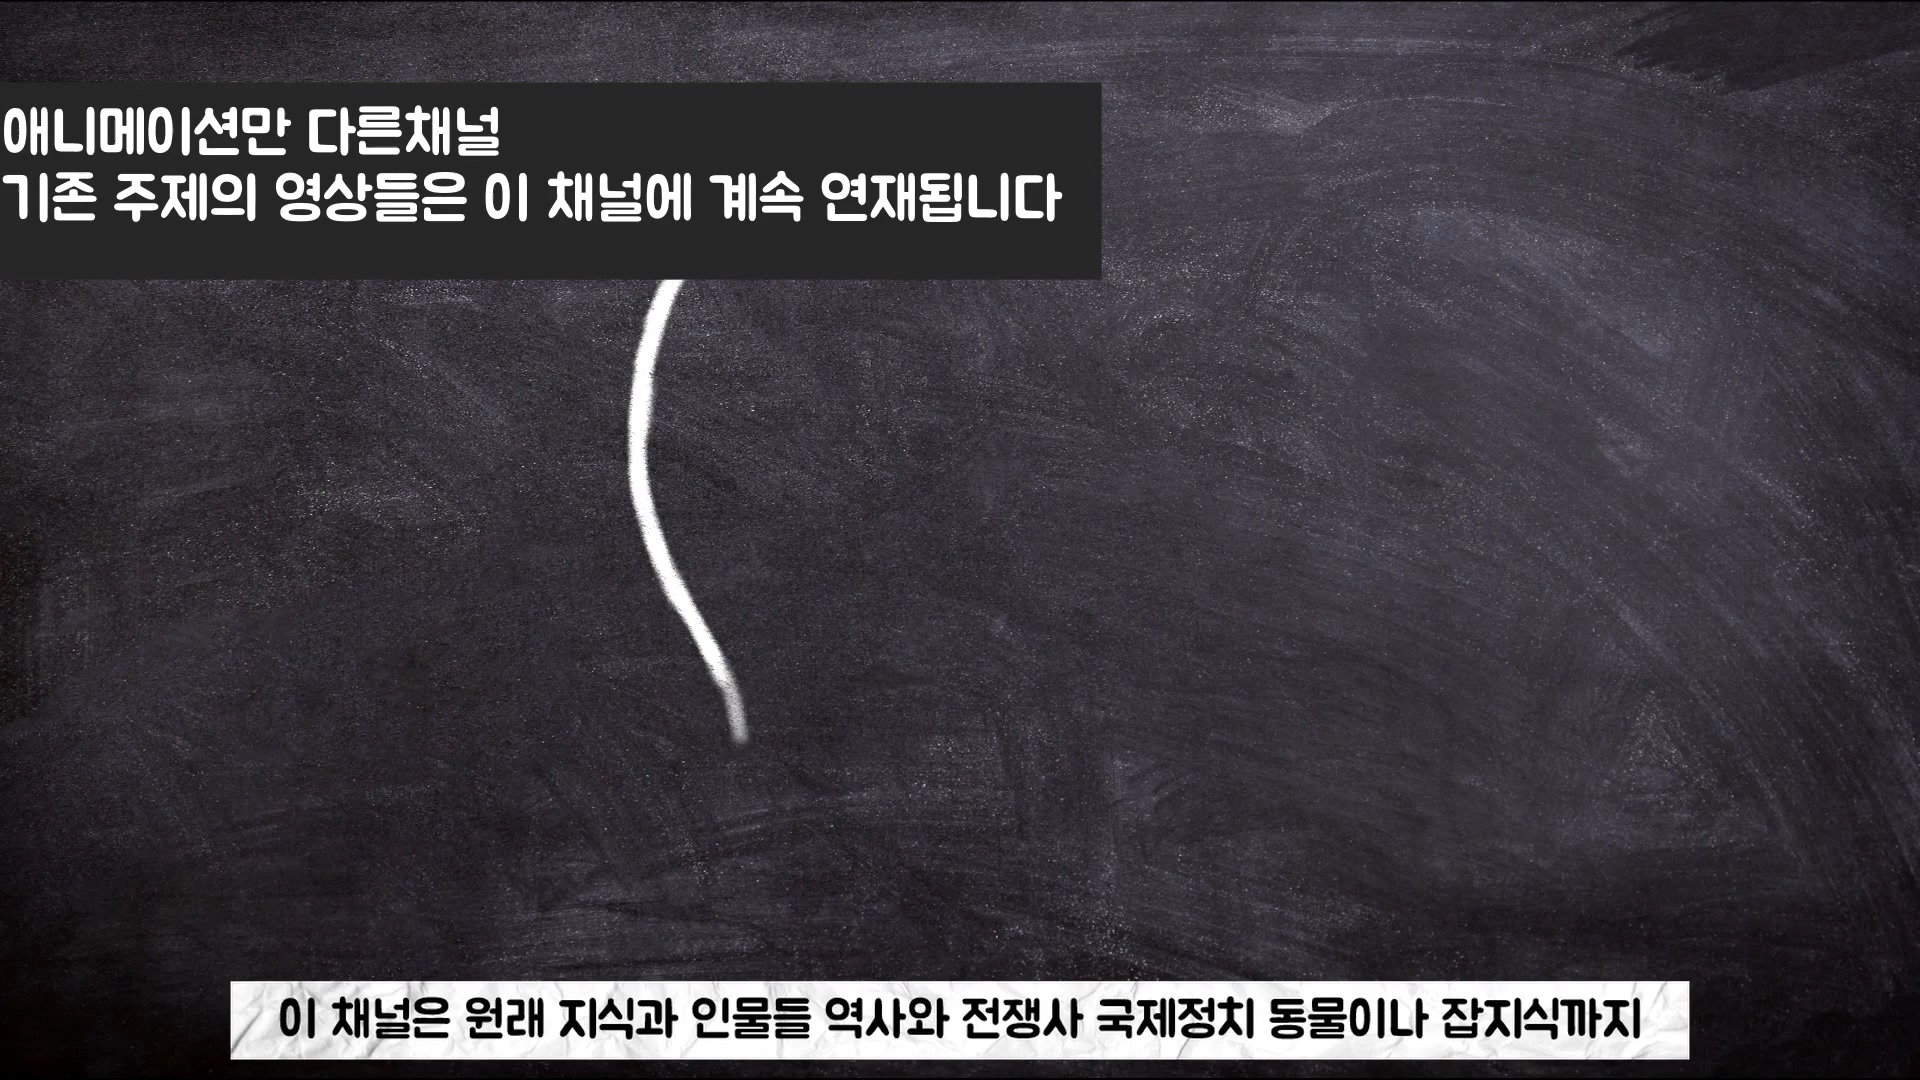 애니메이션만 다른채널
기존 주제의 영상들은 이 채널에 계속 연재됩니다
이 채널은 원래 지식과 인물들 역사와 전쟁사 국제정치 동물이나 잡지식까지